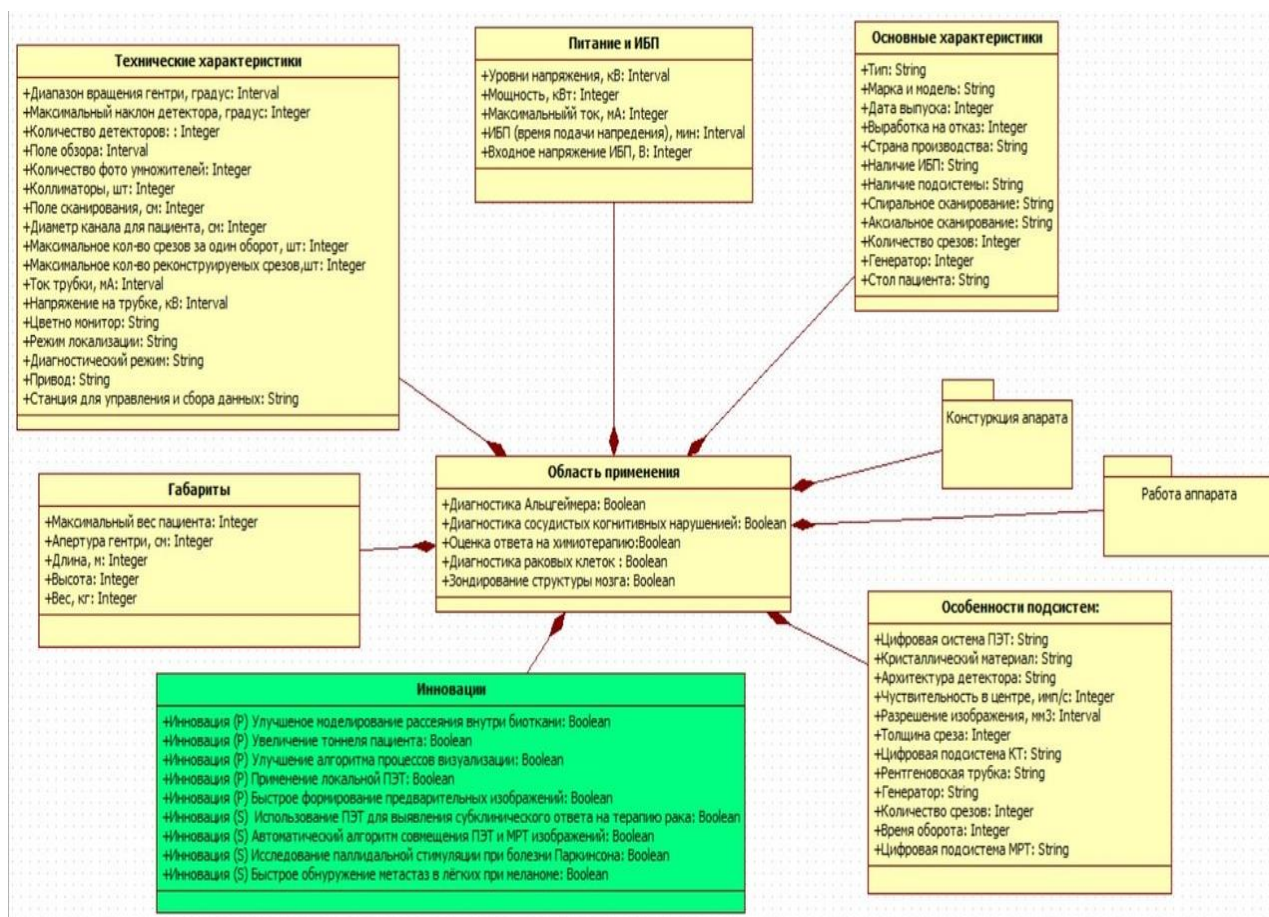 Технические характеристики
+Диапазон вращения гентри, градус: Interval
+Максимальный наклон детектора, градус: Integer
+Количество детекторов: : Integer
+Поле обзора: Interval
+Количество фото умножителей: Integer
+Коллиматоры, шт: Integer
+Поле сканирования, см: Integer
+Диаметр канала для пациента, см: Integer
+Максимальное кол-во срезов за один оборот, шт: Integer
+Максимальное кол-во реконструируемых срезов,шт: Integer
+Ток трубки, мА: Interval
+Напряжение на трубке, кВ: Interval
+Цветно монитор: String
+Режим локализации: String
+Диагностический режим: String
+Привод: String
+Станция для управления и сбора данных: String
Питание и ИБП
+Уровни напряжения, кВ: Interval
+Мощность, кВт: Integer
+Максимальныйй ток, мА: Integer
+ИБП (время подачи напредения), мин: Interval
+Входное напряжение ИБП, В: Integer
Основные характеристики
+Тип: String
+Марка и модель: String
+Дата выпуска: Integer
+Выработка на отказ: Integer
+Страна производства: String
+Наличие ИБП: String
+Наличие подсистемы: String
+Спиральное сканирование: String
+Аксиальное сканирование: String
+Количество срезов: Integer
+Генератор: Integer
+Стол пациента: String
Констуркция апарата
Работа аппарата
Область применения
+Диагностика Альцгеймера: Boolean
+Диагностика сосудистых когнитивных нарушенией: Boolean
+Оценка ответа на химиотерапию:Boolean
+Диагностика раковых клеток : Boolean
+Зондирование структуры мозга: Boolean
Габариты
+Максимальный вес пациента: Integer
+Апертура гентри, см: Integer
+Длина, м: Integer
+Высота: Integer
+Вес, кг: Integer
Особенности подсистем:
+Цифровая система ПЭТ: String
+Кристаллический материал: String
+Архитектура детектора: String
+Чуствительность в центре, имп/с: Integer
+Разрешение изображения, мм3: Interval
+Толщина среза: Integer
+Цифровая подсистема КТ: String
+Рентгеновская трубка: String
+Генератор: String
+Количество срезов: Integer
+Время оборота: Integer
+Цифровая подсистема МРТ: String
Инновации
+Инновация (P) Улучшеное моделирование рассеяния внутри биоткани: Boolean
+Инновация (P) Увеличение тоннеля пациента: Boolean
+Инновация (P) Улучшение алгоритма процессов визуализации: Boolean
+Инновация (P) Применение локальной ПЭТ: Boolean
+Инновация (P) Быстрое формирование предварительных изображений: Boolean
+Инновация (S) Использование ПЭТ для выявления субклинического ответа на терапию рака: Boolean
+Инновация (S) Автоматический алгоритм совмещения ПЭТ и МРТ изображений: Boolean
+Инновация (S) Исследование паллидальной стимуляции при болезни Паркинсона: Boolean
+Инновация (S) Быстрое обнуружение метастаз в лёгких при меланоме: Boolean